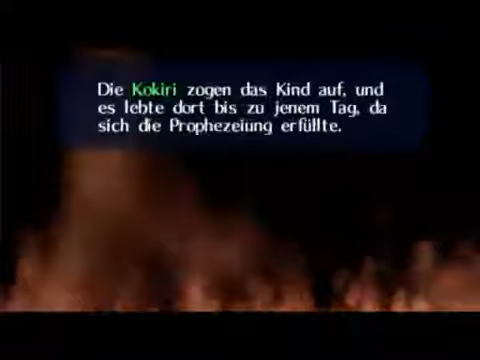 Die Kokiri zogen das Kind auf, und
es lebte dort bis zu jenem Tag, da
sich die Prophezeiung erfüllte.